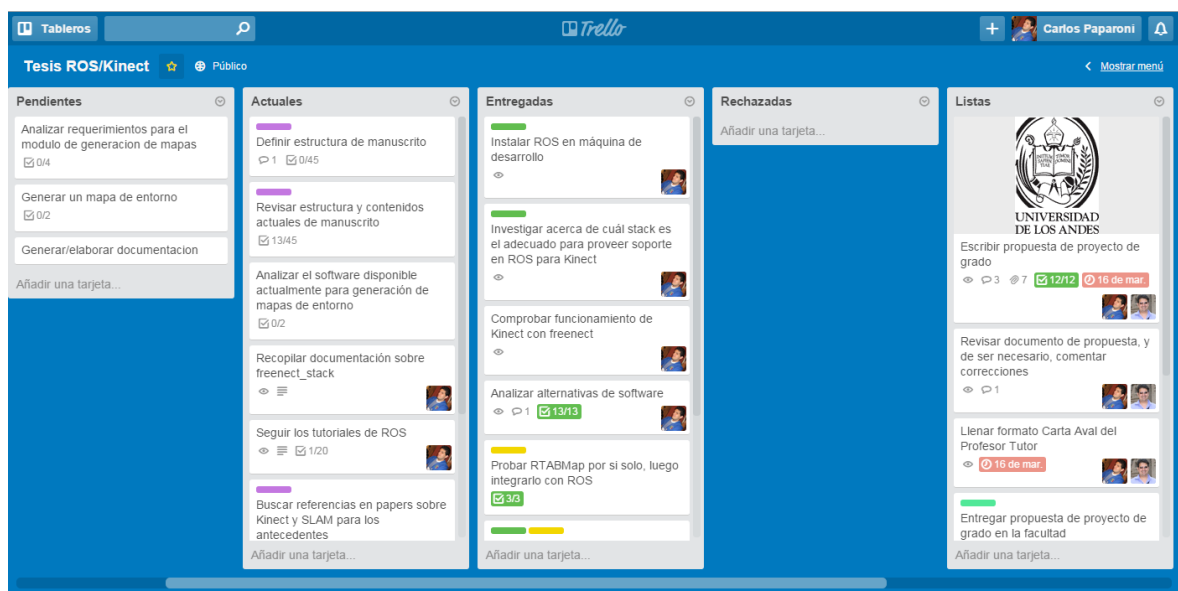 Tableros
Trello
Carlos Paparoni
Tesis ROS/Kinect
Público
Mostrar menú
Pendientes
Analizar requerimientos para el
modulo de generacion de mapas
0/4
Generar un mapa de entorno
0/2
Generar/elaborar documentacion
Añadir una tarjeta...
Actuales
Definir estructura de manuscrito
1 0/45
Revisar estructura y contenidos
actuales de manuscrito
13/45
Analizar el software disponible
actualmente para generación de
mapas de entorno
0/2
Recopilar documentación sobre
freenect_stack
Seguir los tutoriales de ROS
1/20
Buscar referencias en papers sobre
Kinect y SLAM para los
antecedentes
Añadir una tarjeta...
Entregadas
Instalar ROS en máquina de
desarrollo
Investigar acerca de cuál stack es
el adecuado para proveer soporte
en ROS para Kinect
Comprobar funcionamiento de
Kinect con freenect
Analizar alternativas de software
1 13/13
Probar RTABMap por si solo, luego
integrarlo con ROS
3/3
Añadir una tarjeta...
Rechazadas
Añadir una tarjeta...
Listas
UNIVERSIDAD
DE LOS ANDES
Escribir propuesta de proyecto de
grado
3 7 12/12 16 de mar.
Revisar documento de propuesta, y
de ser necesario, comentar
correcciones
1
Llenar formato Carta Aval del
Profesor Tutor
16 de mar.
Entregar propuesta de proyecto de
grado en la facultad
Añadir una tarjeta...